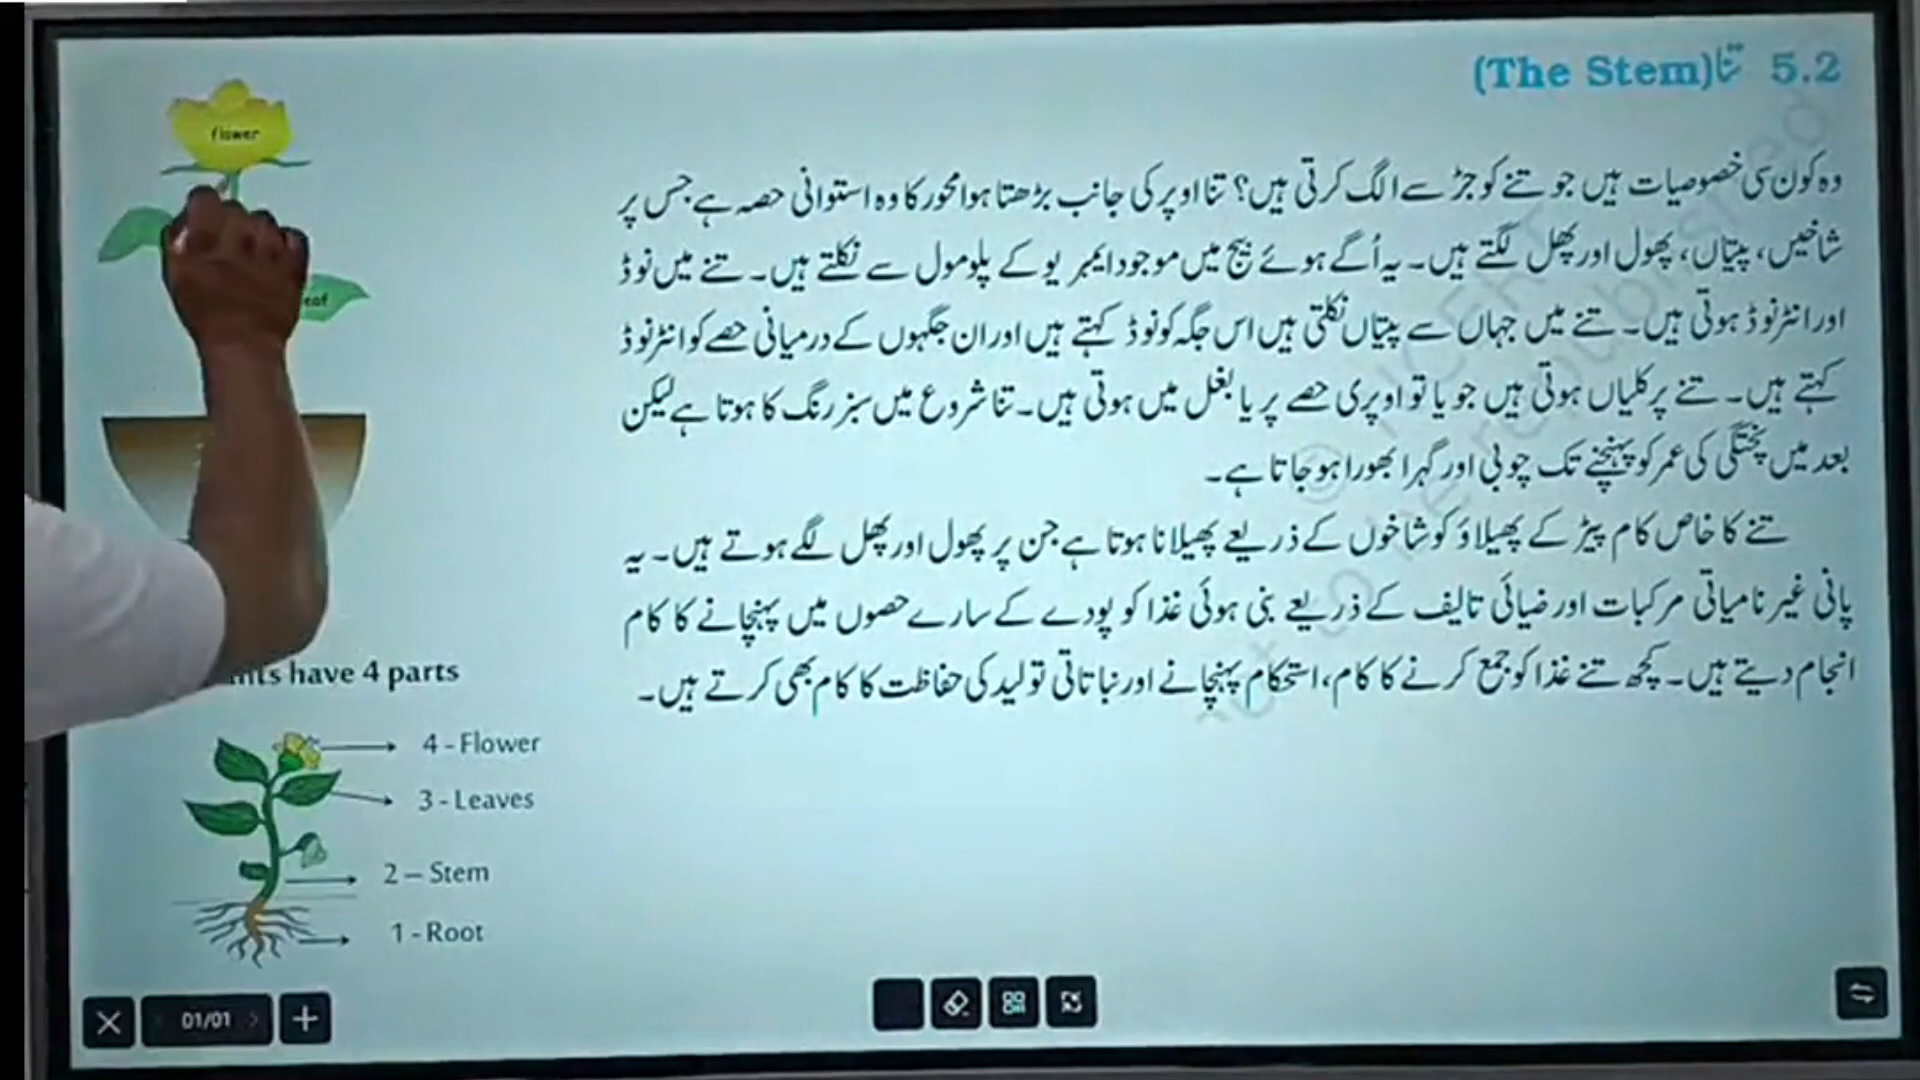 5.2 تنا (The Stem)
وہ کون سی خصوصیات ہیں جو تنے کو جڑ سے الگ کرتی ہیں؟ تنا اوپر کی جانب بڑھتا ہوا محور کا وہ استوانی حصہ ہے جس پر
شاخیں، پتیاں، پھول اور پھل لگتے ہیں۔ یہ اُگے ہوئے بیج میں موجود ایمبریو کے پلومول سے نکلتے ہیں۔ تنے میں نوڈ
اور انٹرنوڈ ہوتی ہیں۔ تنے میں جہاں سے پتیاں نکلتی ہیں اس جگہ کو نوڈ کہتے ہیں اور ان جگہوں کے درمیانی حصے کو انٹرنوڈ
کہتے ہیں۔ تنے پر کلیاں ہوتی ہیں جو یا تو اوپری حصے پر یا بغل میں ہوتی ہیں۔ تنا شروع میں سبز رنگ کا ہوتا ہے لیکن
بعد میں پختگی کی عمر کو پہنچنے تک چوبی اور گہرا بھورا ہو جاتا ہے۔
تنے کا خاص کام پیڑ کے پھیلاؤ کو شاخوں کے ذریعے پھیلانا ہوتا ہے جن پر پھول اور پھل لگے ہوتے ہیں۔ یہ
پانی غیر نامیاتی مرکبات اور ضیائی تالیف کے ذریعے بنی ہوئی غذا کو پودے کے سارے حصوں میں پہنچانے کا کام
انجام دیتے ہیں۔ کچھ تنے غذا کو جمع کرنے کا کام، استحکام پہنچانے اور نباتاتی تولید کی حفاظت کا کام بھی کرتے ہیں۔
flower
have 4 parts
4 - Flower
3 - Leaves
2 – Stem
1 - Root
01/01